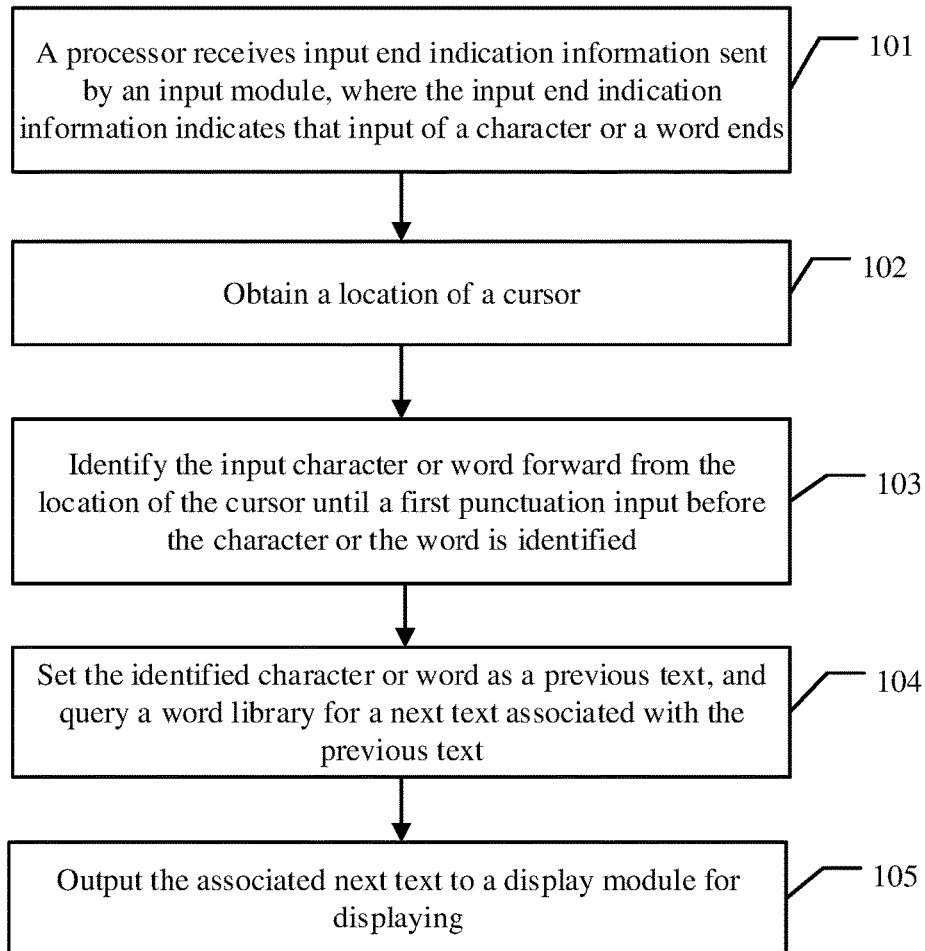 A processor receives input end indication information sent
by an input module, where the input end indication
information indicates that input of a character or a word ends
101
Obtain a location of a cursor
102
Identify the input character or word forward from the
location of the cursor until a first punctuation input before
the character or the word is identified
103
Set the identified character or word as a previous text, and
query a word library for a next text associated with the
previous text
104
Output the associated next text to a display module for
displaying
105